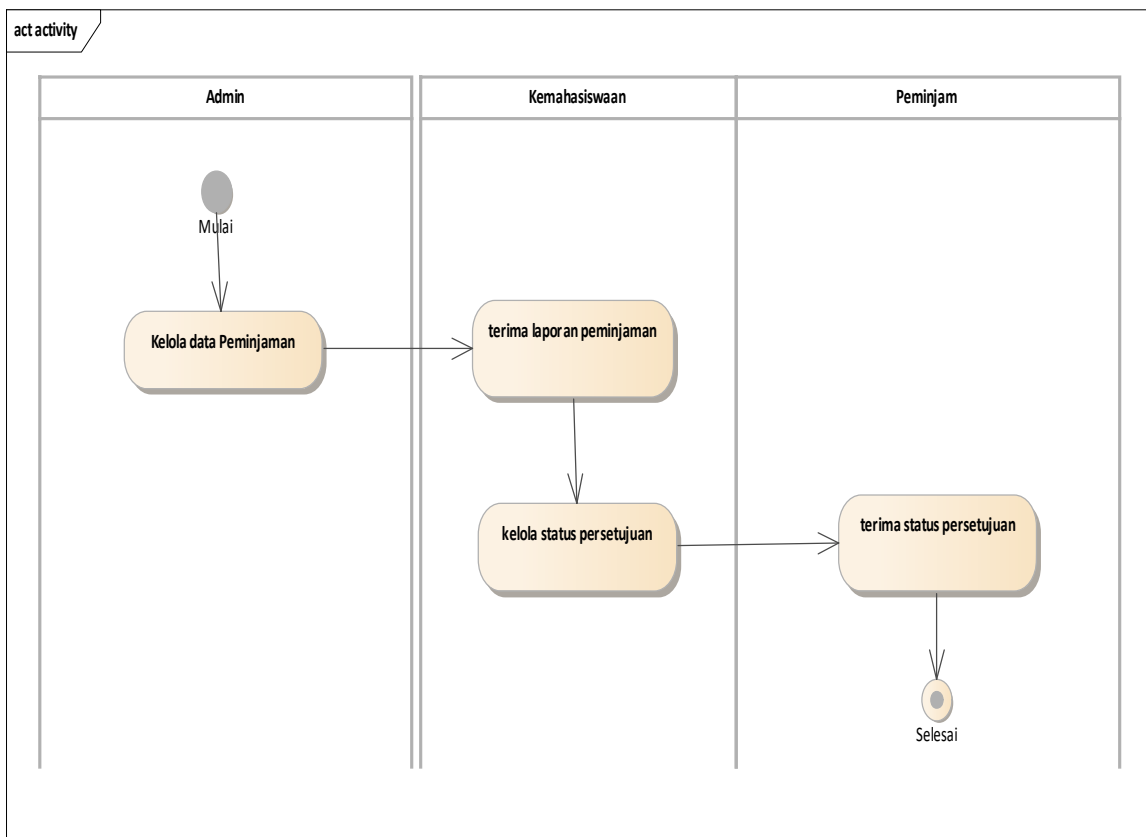 act activity
Admin
Kemahasiswaan
Peminjam
Mulai
Kelola data Peminjaman
terima laporan peminjaman
kelola status persetujuan
terima status persetujuan
Selesai